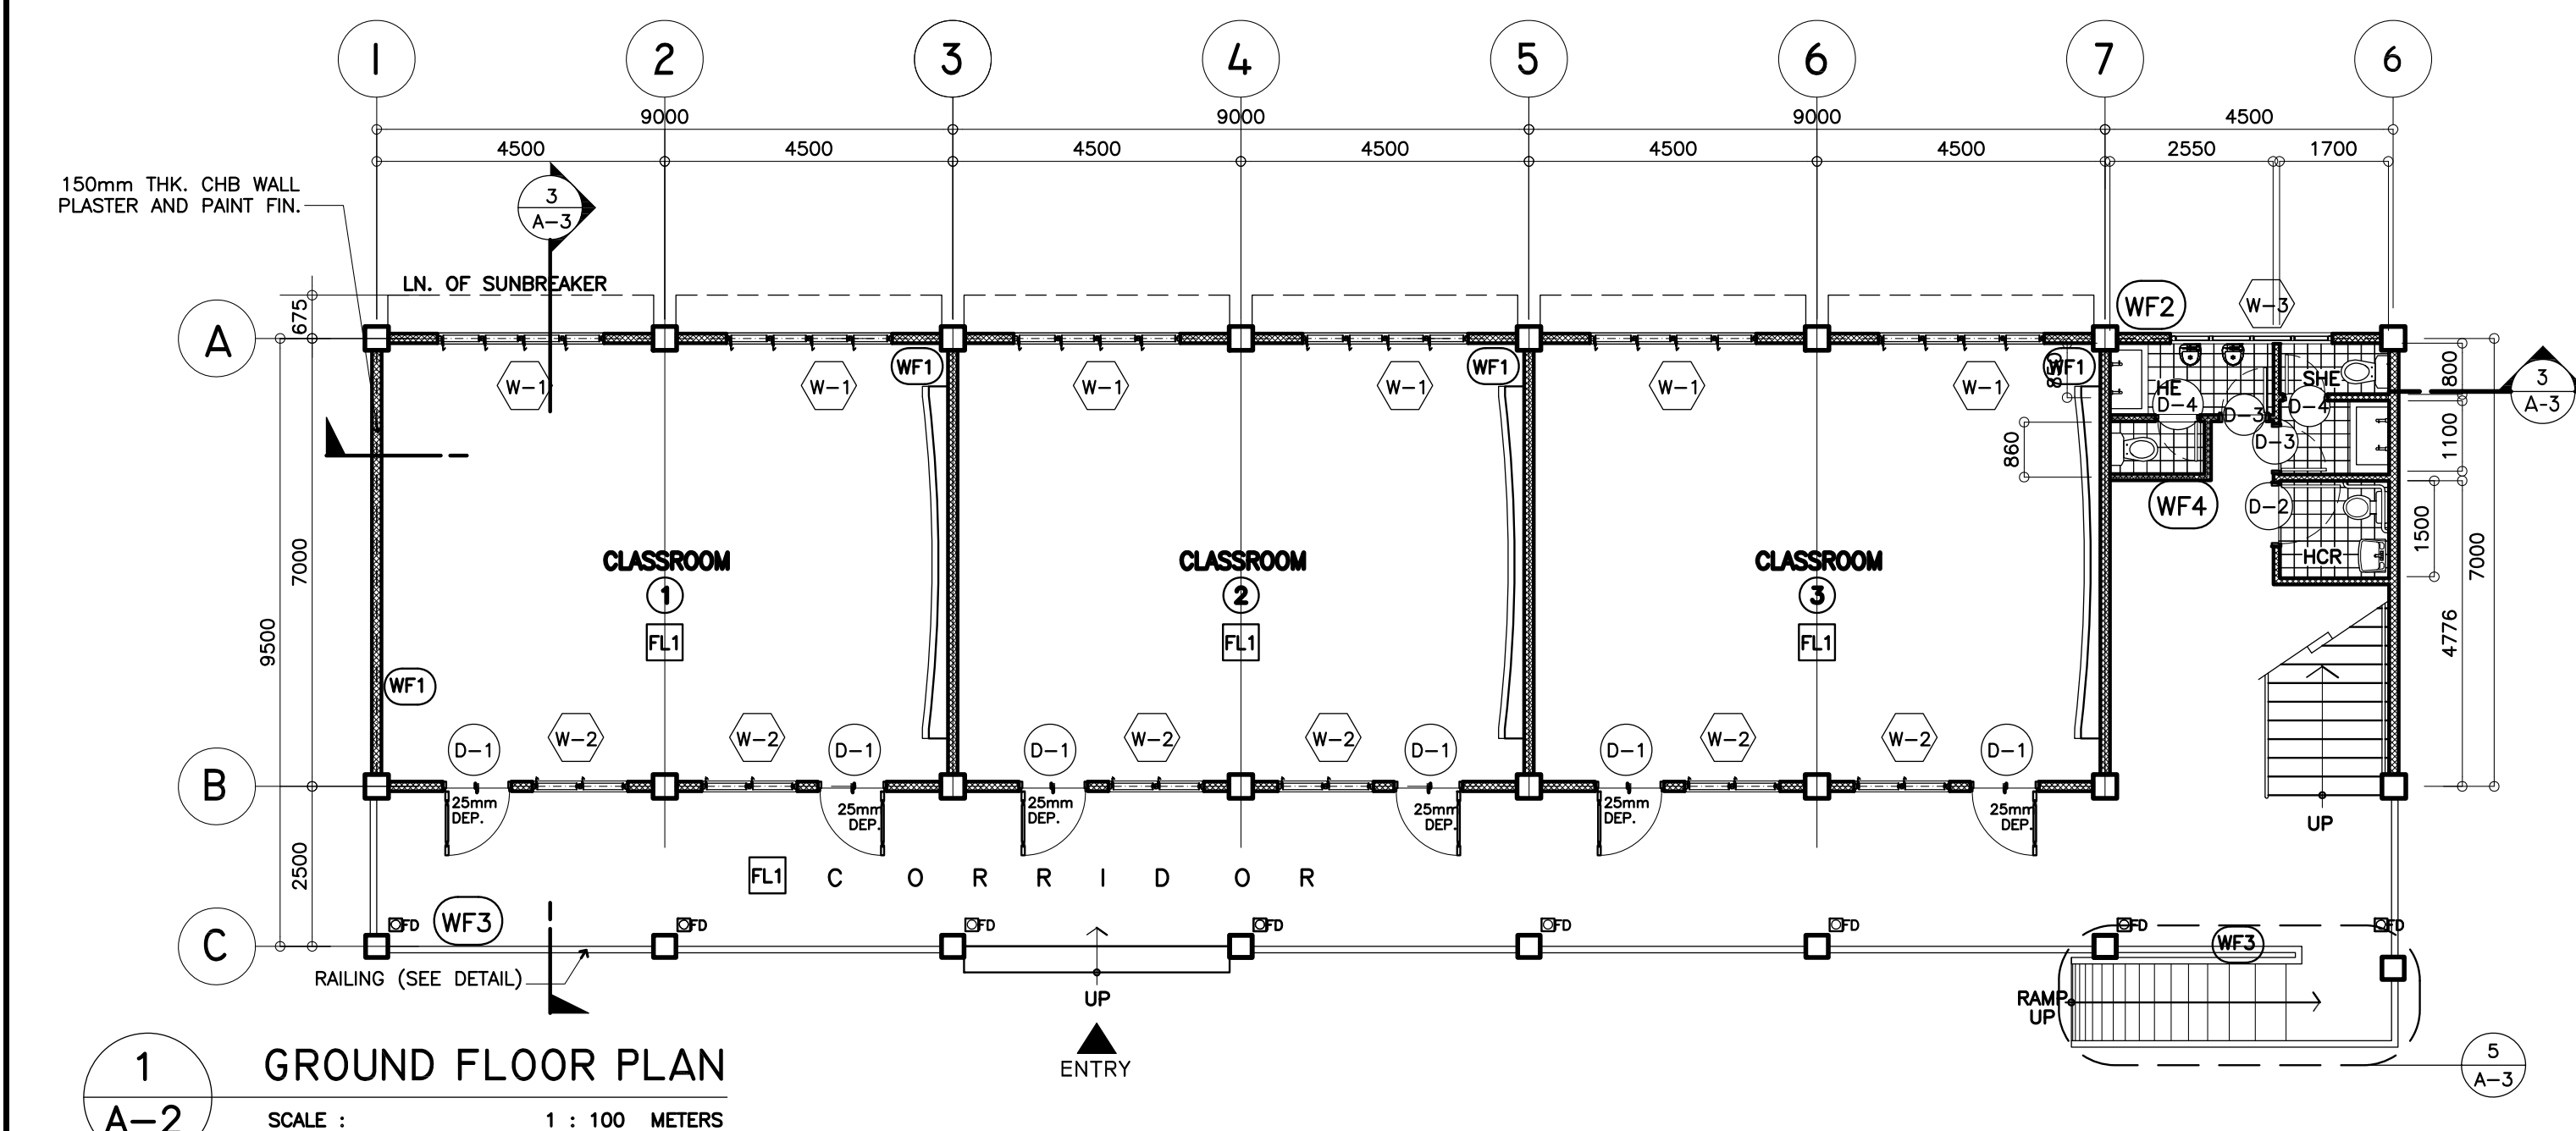 1 2 3 4 5 6 7 6
9000 9000 9000 4500
4500 4500 4500 4500 4500 4500 2550 1700
150mm THK. CHB WALL
PLASTER AND PAINT FIN.
3
A-3
LN. OF SUNBREAKER
675
WF2
W-3
A
W-1 W-1 WF1 W-1 W-1 WF1 W-1 W-1 WF1
HE
D-4
D-3
SHE
D-4
D-3
800
3
A-3
860
1100
WF4
D-2
HCR
1500
7000
7000
CLASSROOM CLASSROOM CLASSROOM
1 2 3
FL1 FL1 FL1
9500
4776
WF1
D-1 W-2 W-2 D-1 D-1 W-2 W-2 D-1 D-1 W-2 W-2 D-1
B
25mm 25mm 25mm 25mm 25mm 25mm
DEP. DEP. DEP. DEP. DEP. DEP.
UP
2500
FL1 C O R R I D O R
C
FD WF3 FD FD FD FD FD FD WF3 FD
RAILING (SEE DETAIL)
UP
RAMP
UP
ENTRY
5
A-3
1
A-2
GROUND FLOOR PLAN
SCALE : 1 : 100 METERS